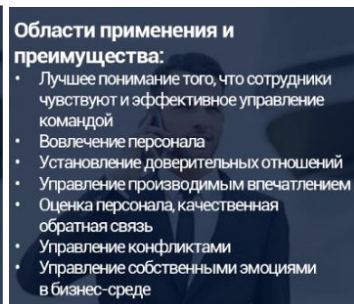 Области применения и
преимущества:
• Лучшее понимание того, что сотрудники
чувствуют и эффективное управление
командой
• Вовлечение персонала
• Установление доверительных отношений
• Управление производимым впечатлением
• Оценка персонала, качественная
обратная связь
• Управление конфликтами
• Управление собственными эмоциями
в бизнес-среде